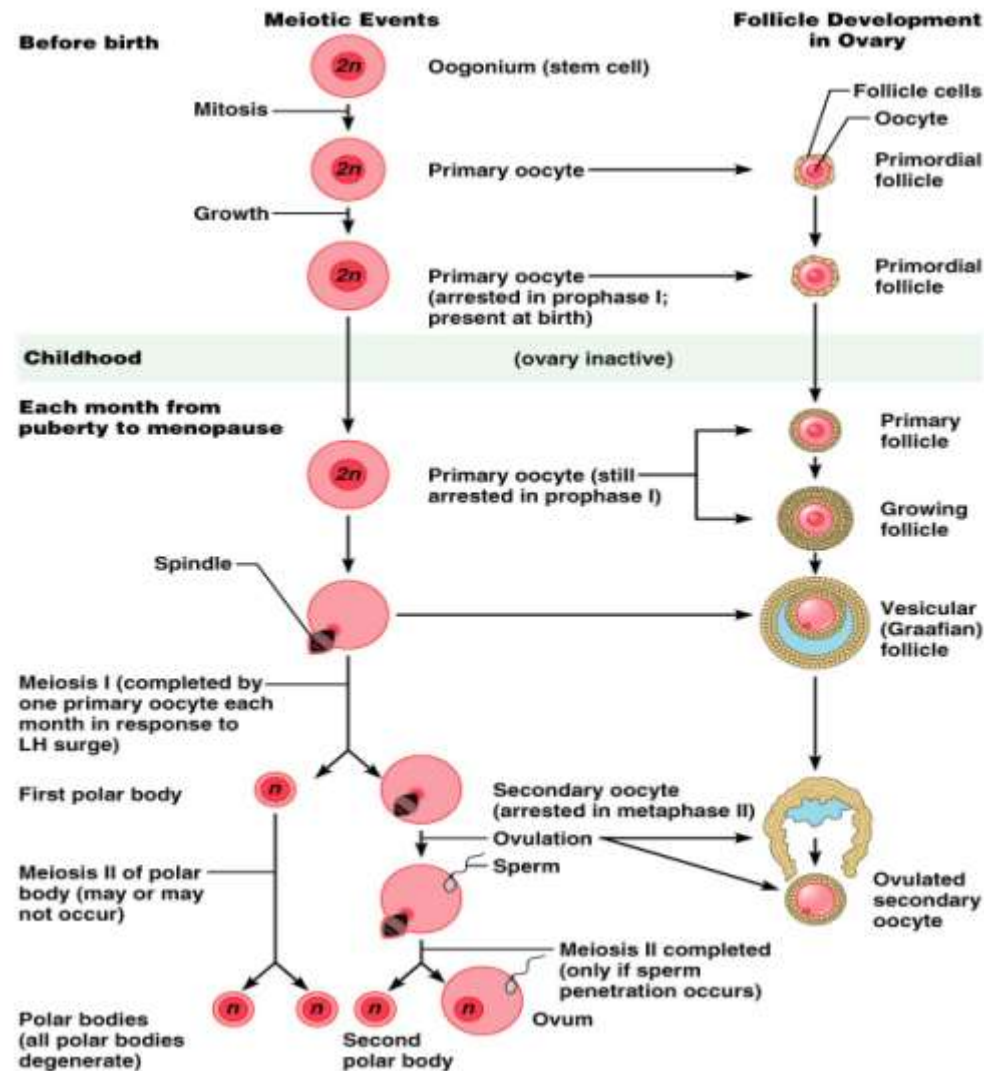 Meiotic Events
Follicle Development
in Ovary
Before birth
2n
Oogonium (stem cell)
Follicle cells
Oocyte
Mitosis
2n
Primary oocyte
Primordial
follicle
Growth
2n
Primary oocyte
(arrested in prophase I;
present at birth)
Primordial
follicle
Childhood
(ovary inactive)
Each month from
puberty to menopause
2n
Primary oocyte (still
arrested in prophase I)
Primary
follicle
Growing
follicle
Spindle
Vesicular
(Graafian)
follicle
Meiosis I (completed by
one primary oocyte each
month in response to
LH surge)
First polar body
n
Secondary oocyte
(arrested in metaphase II)
Ovulation
Sperm
Meiosis II of polar
body (may or may
not occur)
Ovulated
secondary
oocyte
Meiosis II completed
(only if sperm
penetration occurs)
n
n
n
n
Polar bodies
(all polar bodies
degenerate)
Second
polar body
Ovum